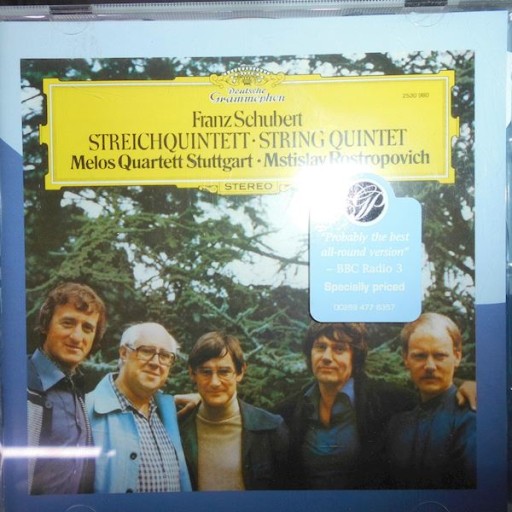 Deutsche
Grammophon
2530 980
Franz Schubert
STREICHQUINTETT · STRING QUINTET
Melos Quartett Stuttgart · Mstislav Rostropovich
STEREO
"Probably the best
all-round version"
– BBC Radio 3
Specially priced